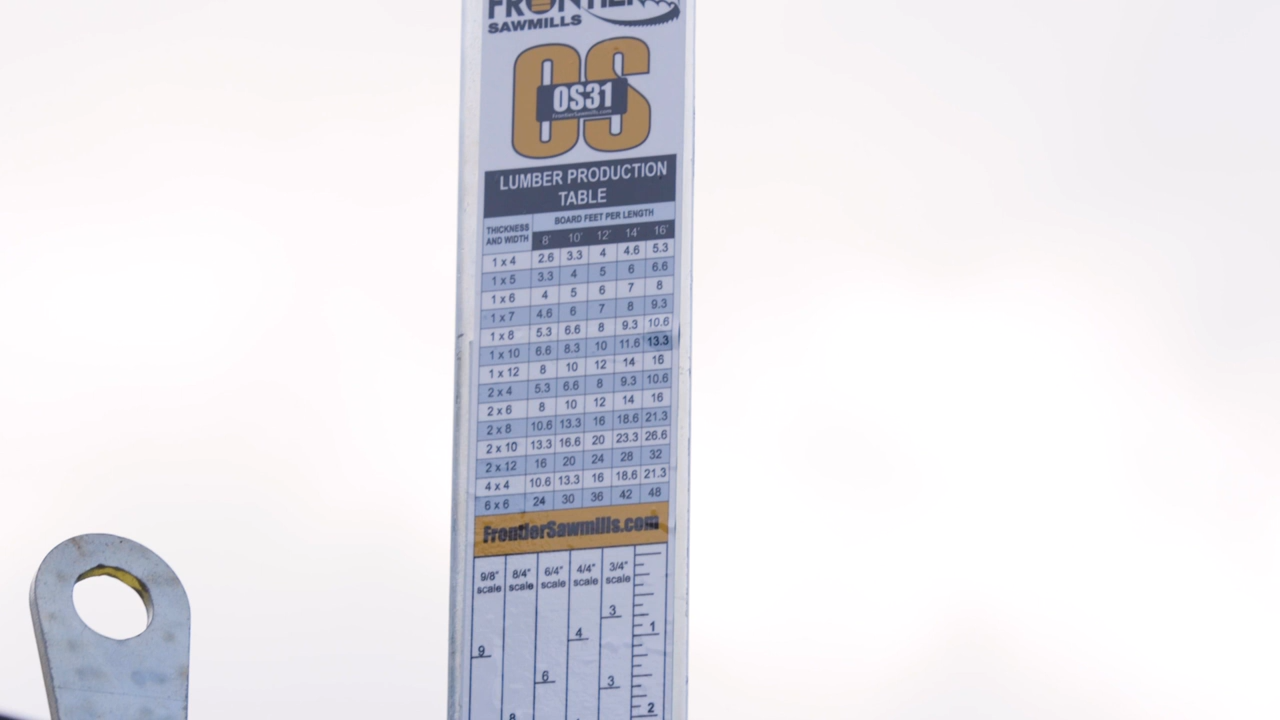 FRONTIER
SAWMILLS
OS
OS31
FrontierSawmills.com
LUMBER PRODUCTION
TABLE
THICKNESS
AND WIDTH
BOARD FEET PER LENGTH
8' 10' 12' 14' 16'
1 x 4 2.6 3.3 4 4.6 5.3
1 x 5 3.3 4 5 6 6.6
1 x 6 4 5 6 7 8
1 x 7 4.6 6 7 8 9.3
1 x 8 5.3 6.6 8 9.3 10.6
1 x 10 6.6 8.3 10 11.6 13.3
1 x 12 8 10 12 14 16
2 x 4 5.3 6.6 8 9.3 10.6
2 x 6 8 10 12 14 16
2 x 8 10.6 13.3 16 18.6 21.3
2 x 10 13.3 16.6 20 23.3 26.6
2 x 12 16 20 24 28 32
4 x 4 10.6 13.3 16 18.6 21.3
6 x 6 24 30 36 42 48
FrontierSawmills.com
9/8" 8/4" 6/4" 4/4" 3/4"
scale scale scale scale scale
3
4 1
9
6 3
8 2